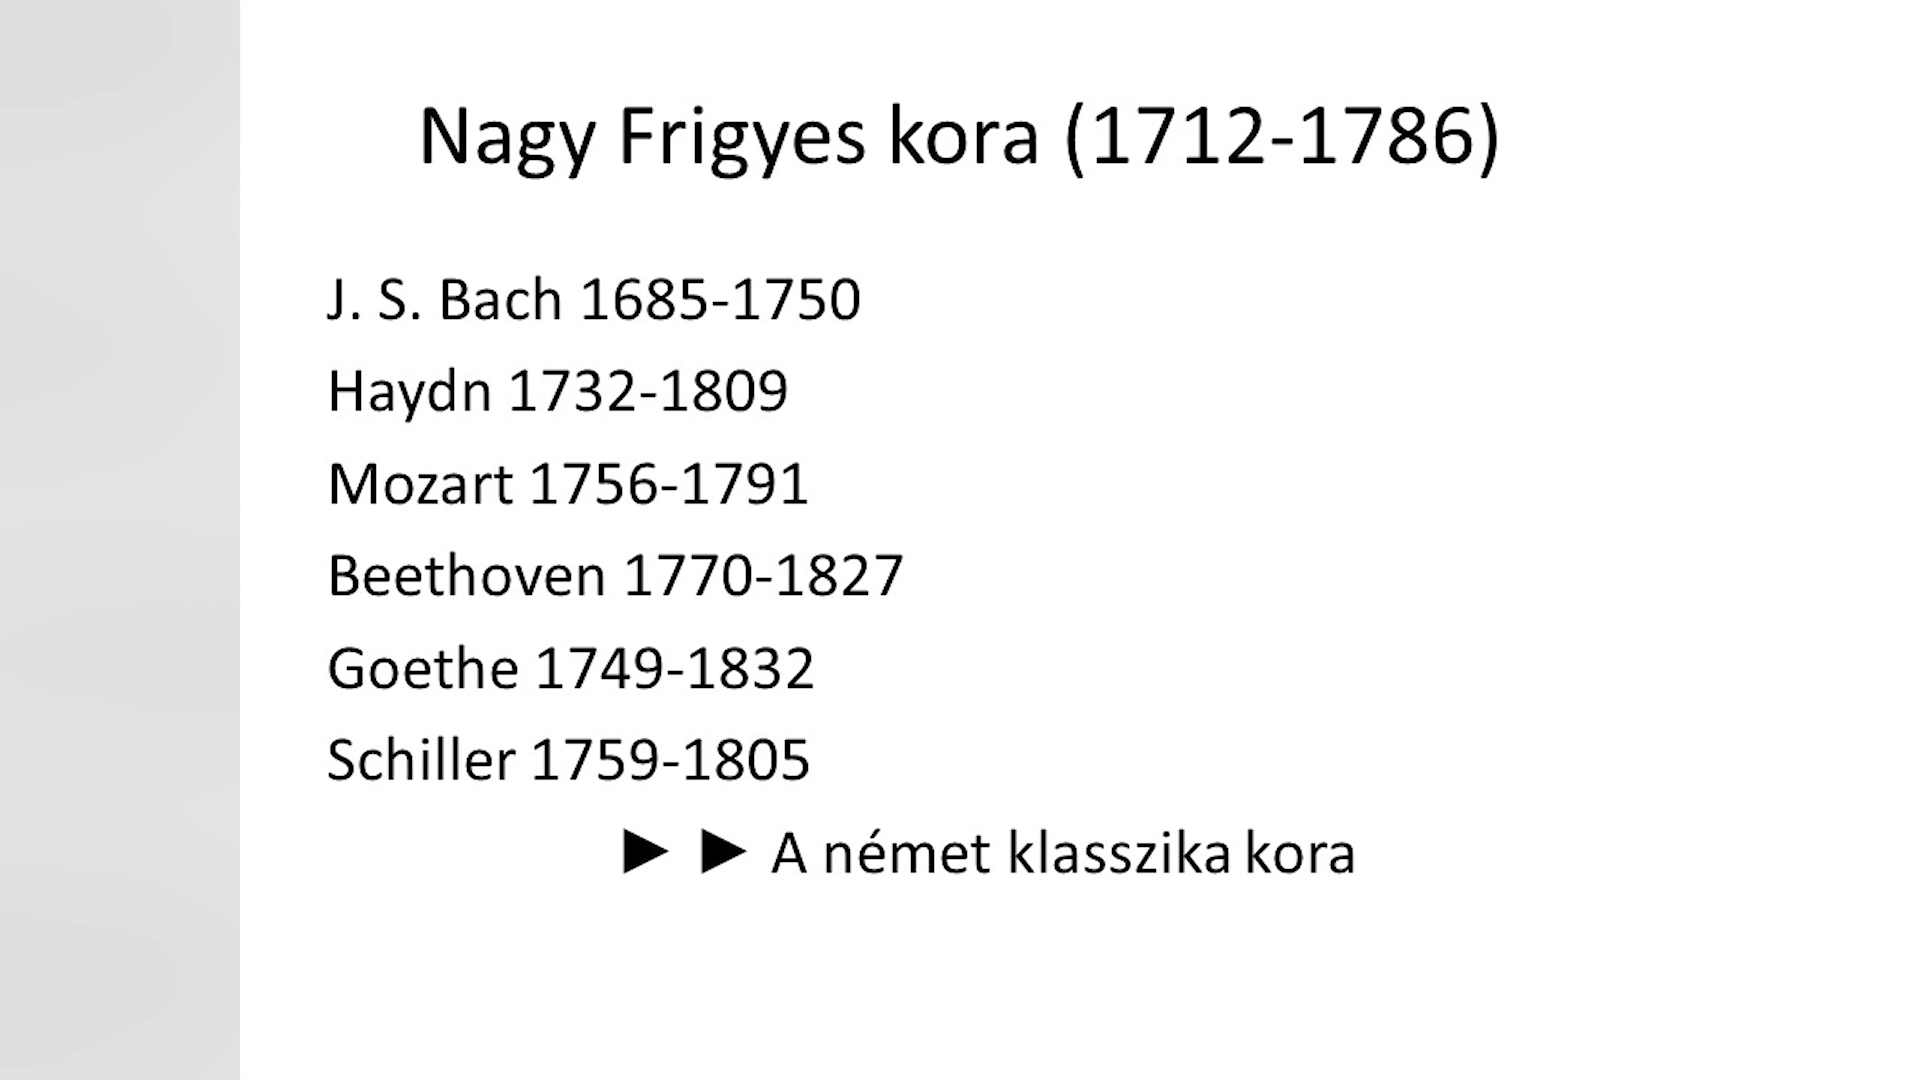 Nagy Frigyes kora (1712-1786)
J. S. Bach 1685-1750
Haydn 1732-1809
Mozart 1756-1791
Beethoven 1770-1827
Goethe 1749-1832
Schiller 1759-1805
► ► A német klasszika kora